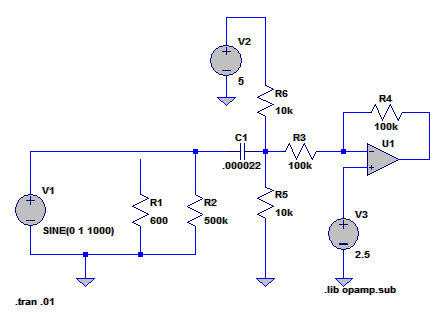 V2
5
R6
10k
R4
100k
C1
.000022
R3
100k
U1
V1
SINE(0 1 1000)
R1
600
R2
500k
R5
10k
V3
2.5
.tran .01
.lib opamp.sub